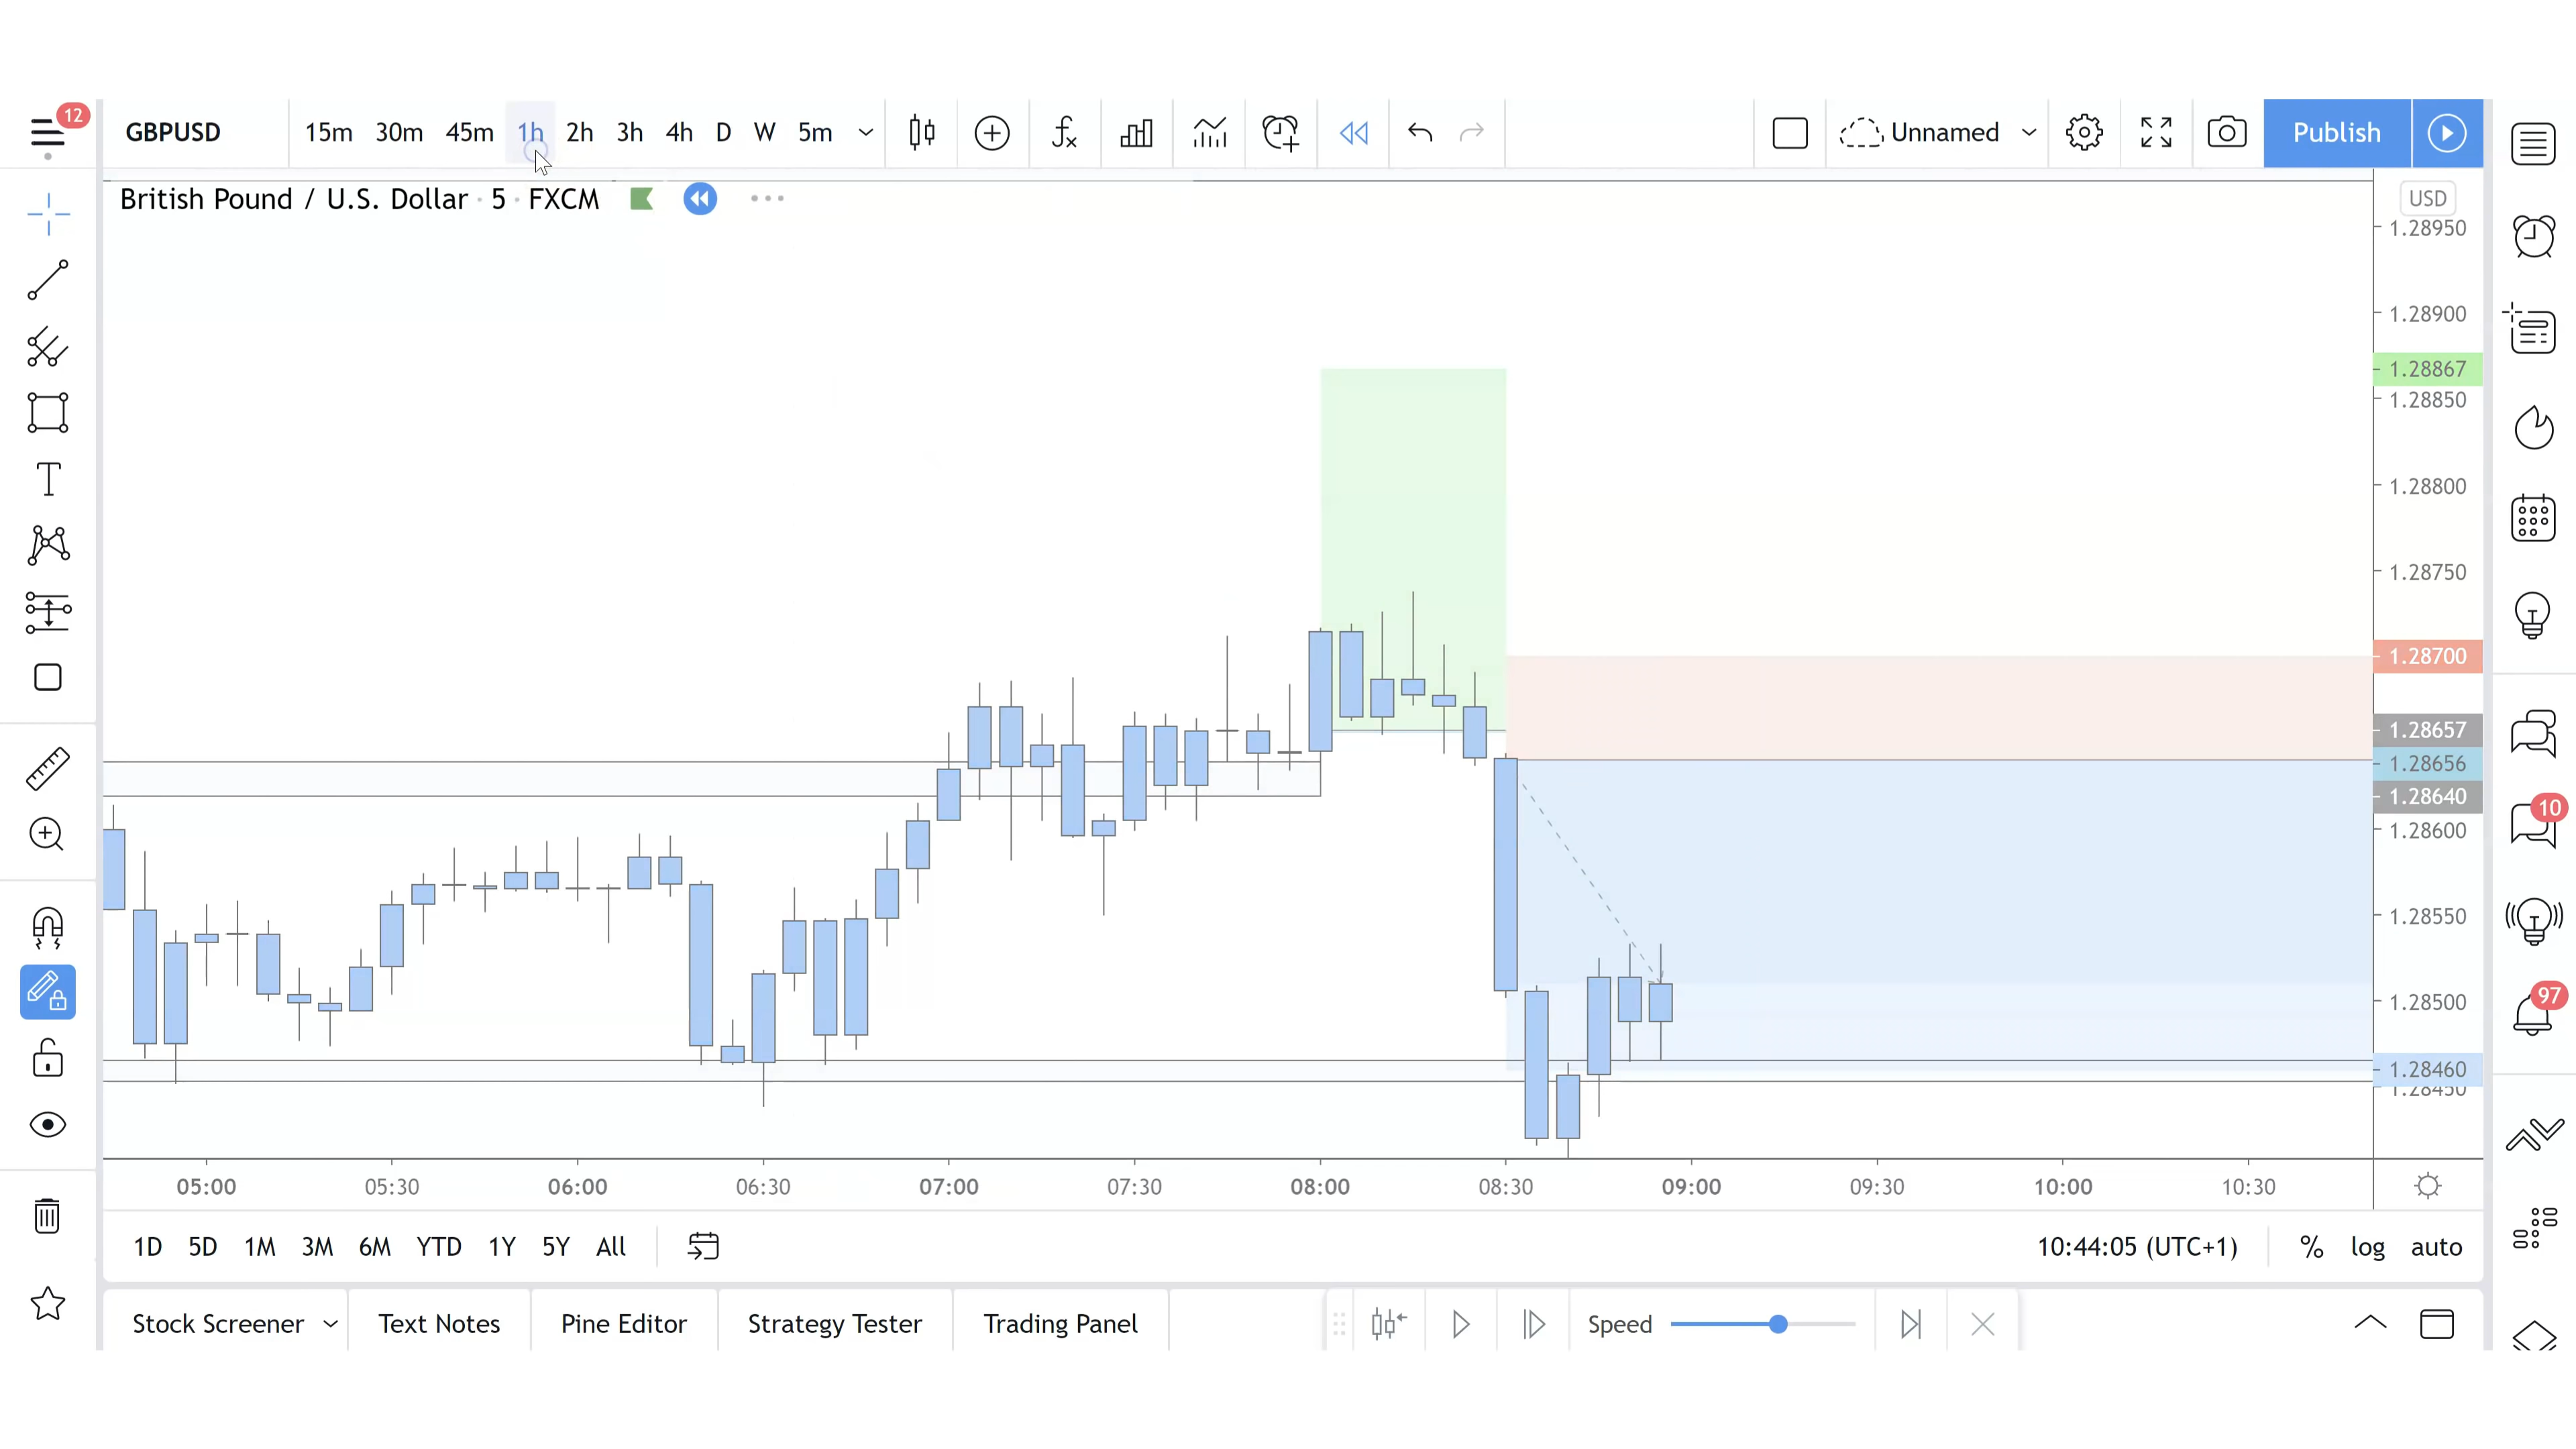 12
GBPUSD 15m 30m 45m 1h 2h 3h 4h D W 5m
Unnamed Publish
British Pound / U.S. Dollar · 5 · FXCM
USD
1.28950
1.28900
1.28867
1.28850
1.28800
1.28750
1.28700
1.28657
1.28656
1.28640
1.28600
1.28550
1.28500
1.28460
1.28450
10
97
05:00 05:30 06:00 06:30 07:00 07:30 08:00 08:30 09:00 09:30 10:00 10:30
1D 5D 1M 3M 6M YTD 1Y 5Y All 10:44:05 (UTC+1) % log auto
Stock Screener Text Notes Pine Editor Strategy Tester Trading Panel Speed